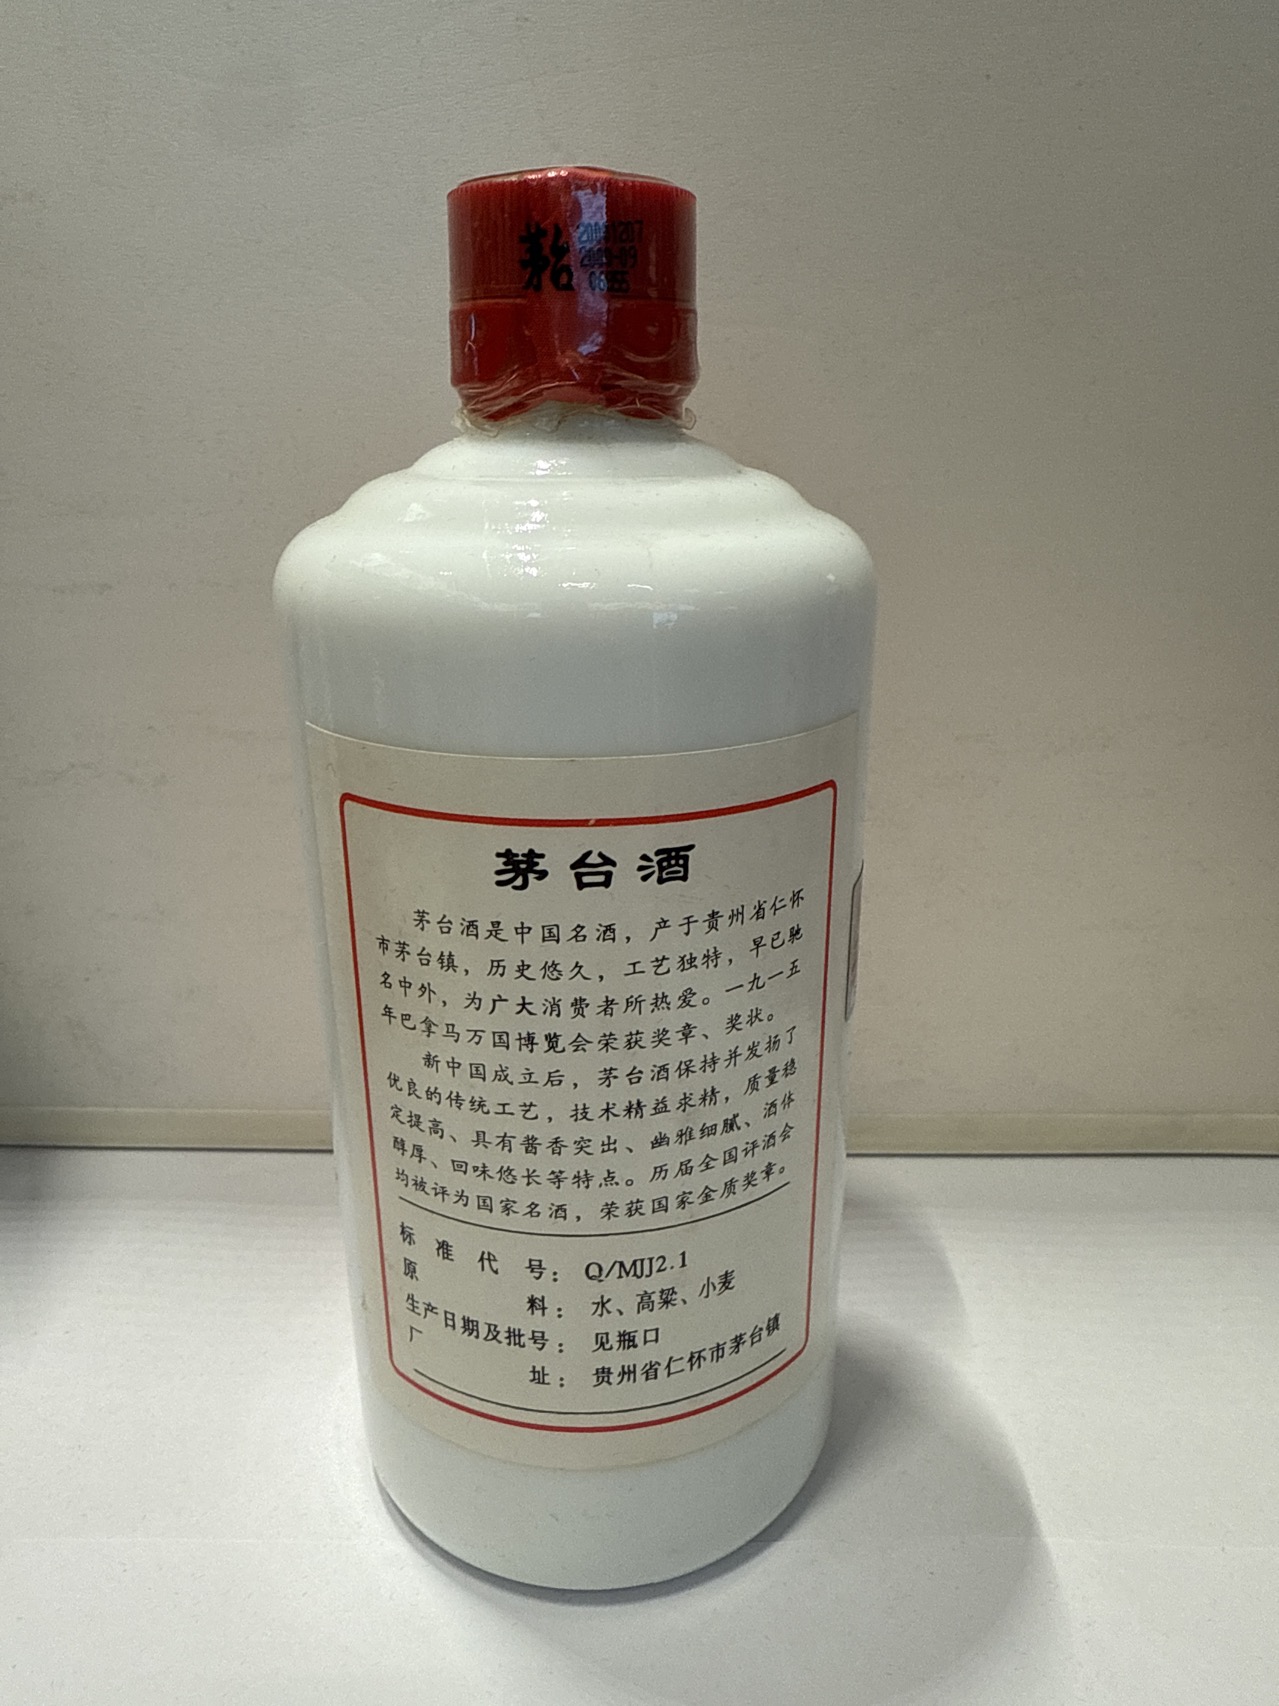 茅台
茅台酒
茅台酒是中国名酒，产于贵州省仁怀
市茅台镇，历史悠久，工艺独特，早已驰
名中外，为广大消费者所热爱。一九一五
年巴拿马万国博览会荣获奖章、奖状。
新中国成立后，茅台酒保持并发扬了
优良的传统工艺，技术精益求精，质量稳
定提高、具有酱香突出、幽雅细腻、酒体
醇厚、回味悠长等特点。历届全国评酒会
均被评为国家名酒，荣获国家金质奖章。
标准代号：Q/MJJ2.1
原料：水、高粱、小麦
生产日期及批号：见瓶口
厂址：贵州省仁怀市茅台镇